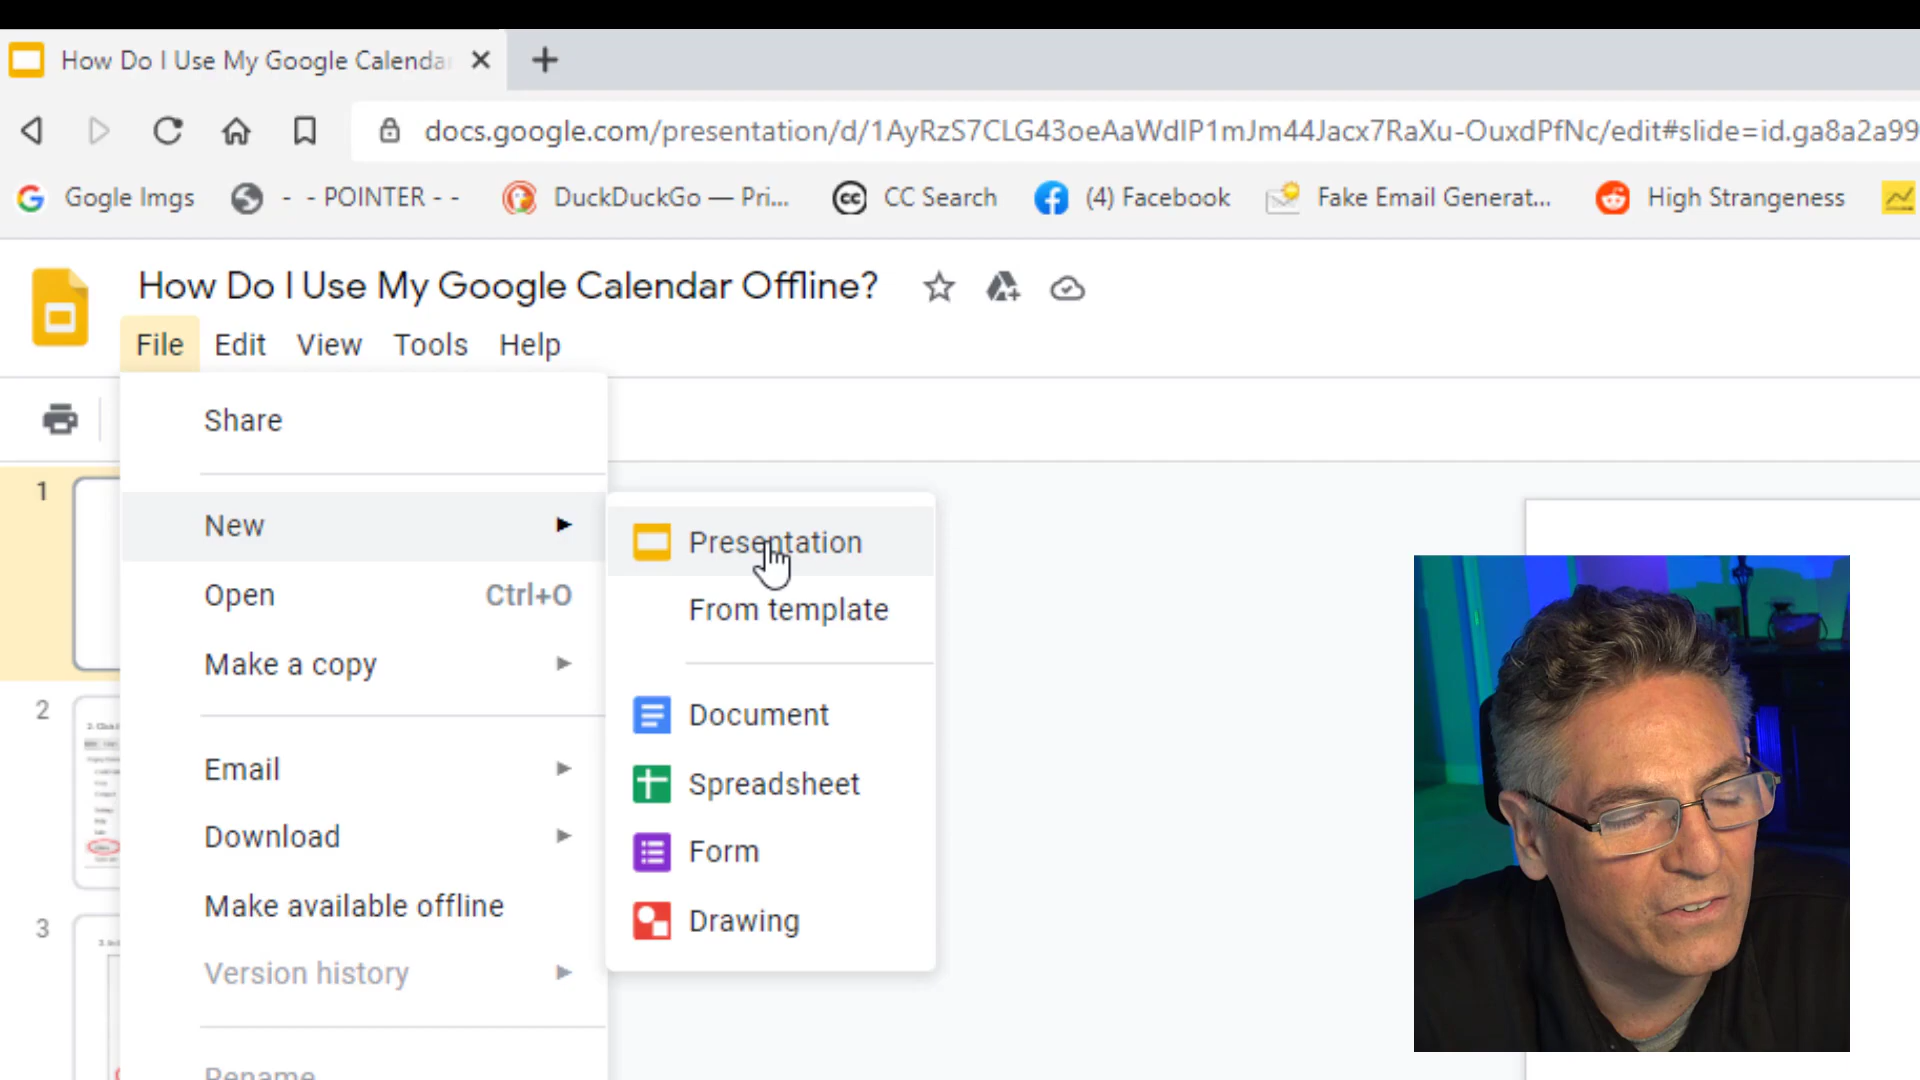 How Do I Use My Google Calenda
docs.google.com/presentation/d/1AyRzS7CLG43oeAaWdIP1mJm44Jacx7RaXu-OuxdPfNc/edit#slide=id.ga8a2a99
Gogle Imgs - - POINTER - - DuckDuckGo — Pri... CC Search (4) Facebook Fake Email Generat... High Strangeness
How Do I Use My Google Calendar Offline?
File Edit View Tools Help
Share
New
Open Ctrl+O
Make a copy
Email
Download
Make available offline
Version history
Rename
Presentation
From template
Document
Spreadsheet
Form
Drawing
1
2
3